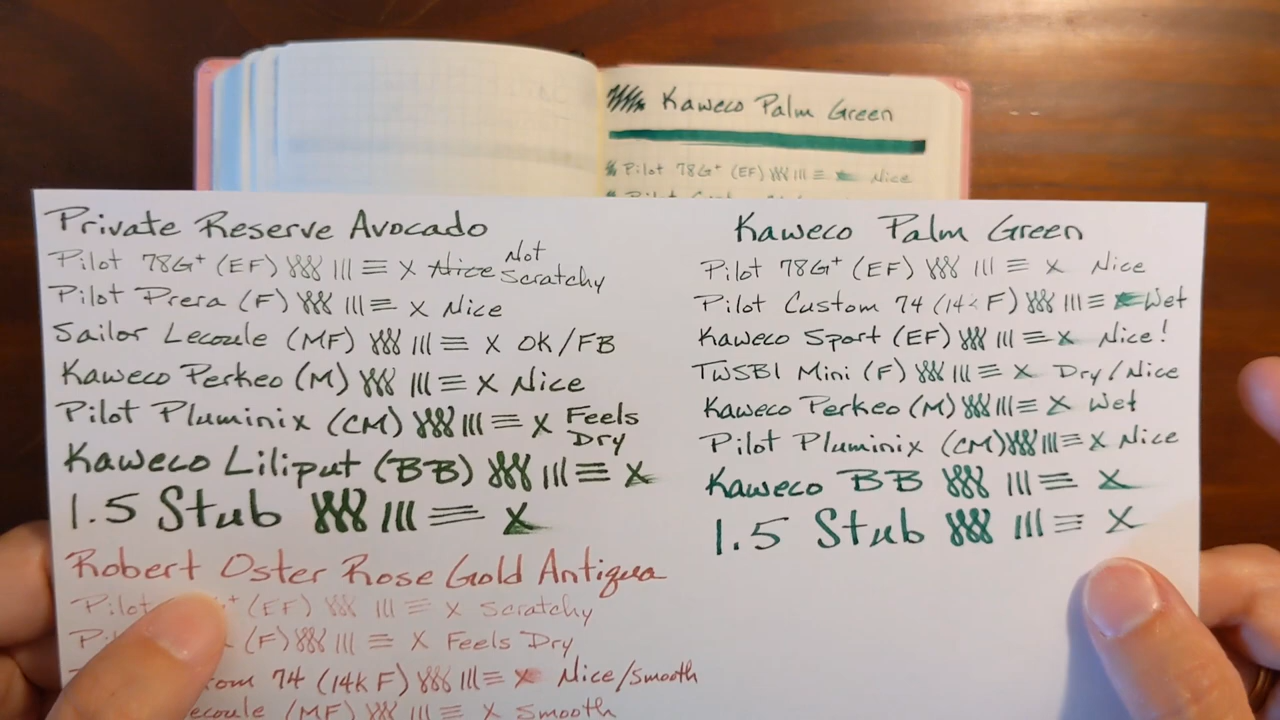 Kaweco Palm Green
Pilot 78G+ (EF) Nice
Private Reserve Avocado
Pilot 78G+ (EF) X Nice Not Scratchy
Pilot Prera (F) X Nice
Sailor Lecoule (MF) X OK/FB
Kaweco Perkeo (M) X Nice
Pilot Pluminix (CM) X Feels Dry
Kaweco Liliput (BB) X
1.5 Stub X
Robert Oster Rose Gold Antiqua
Pilot (EF) X Scratchy
(F) X Feels Dry
74 (14k F) X Nice/Smooth
(MF) X Smooth
Kaweco Palm Green
Pilot 78G+ (EF) X Nice
Pilot Custom 74 (14k F) X Wet
Kaweco Sport (EF) X Nice!
TWSBI Mini (F) X Dry/Nice
Kaweco Perkeo (M) X Wet
Pilot Pluminix (CM) X Nice
Kaweco BB X
1.5 Stub X